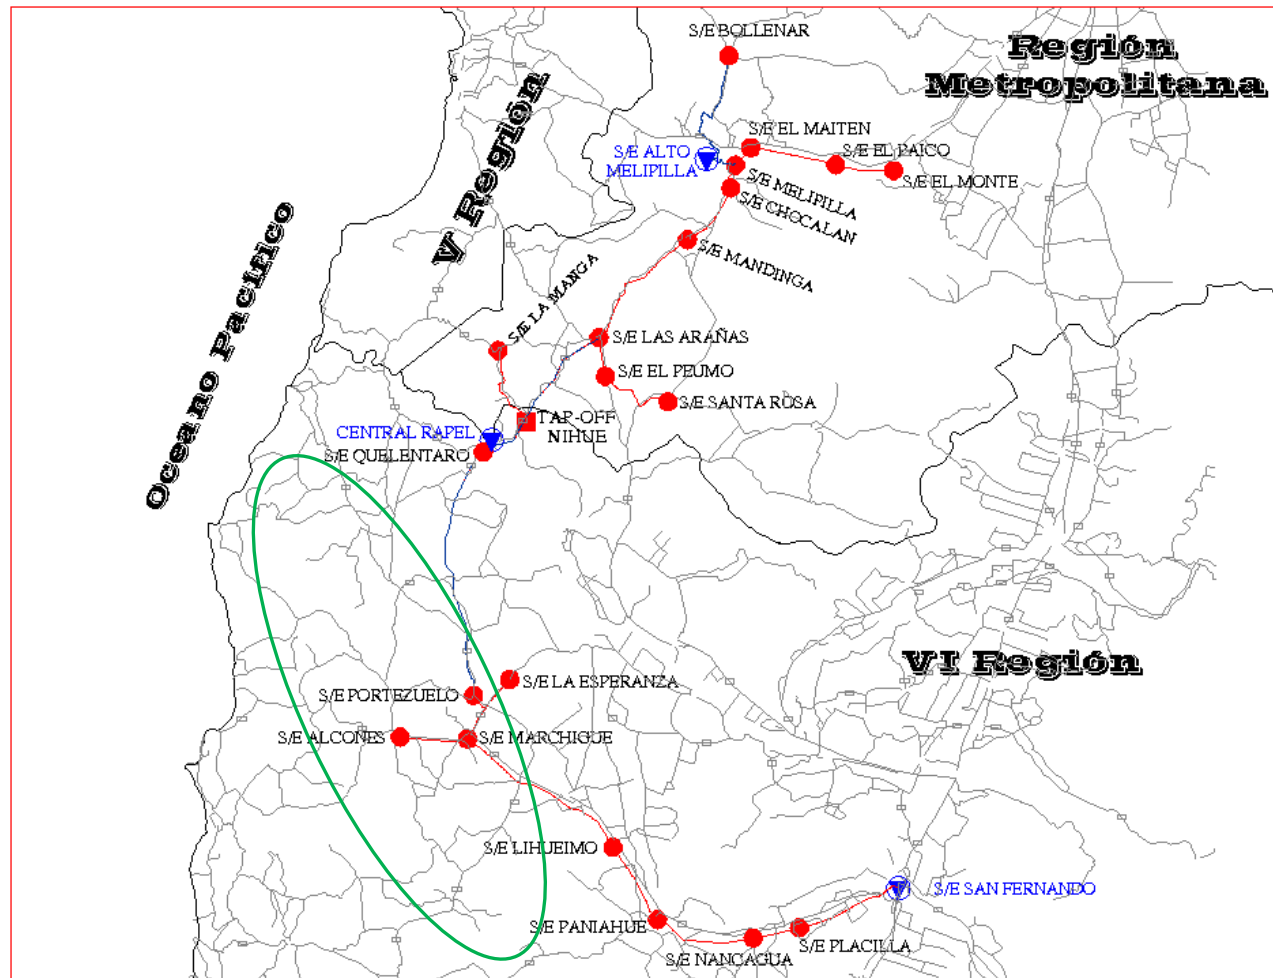 S/E BOLLENAR
Región
Metropolitana
V Región
S/E EL MAITEN
S/E ALTO
MELIPILLA
S/E EL PAICO
S/E EL MONTE
S/E MELIPILLA
S/E CHOCALAN
Oceano Pacifico
S/E MANDINGA
S/E LA MANGA
S/E LAS ARAÑAS
S/E EL PEUMO
S/E SANTA ROSA
TAP-OFF
NIHUE
CENTRAL RAPEL
S/E QUELENTARO
VI Región
S/E LA ESPERANZA
S/E PORTEZUELO
S/E ALCONES
S/E MARCHIGUE
S/E LIHUEIMO
S/E SAN FERNANDO
S/E PANIAHUE
S/E PLACILLA
S/E NANCAGUA